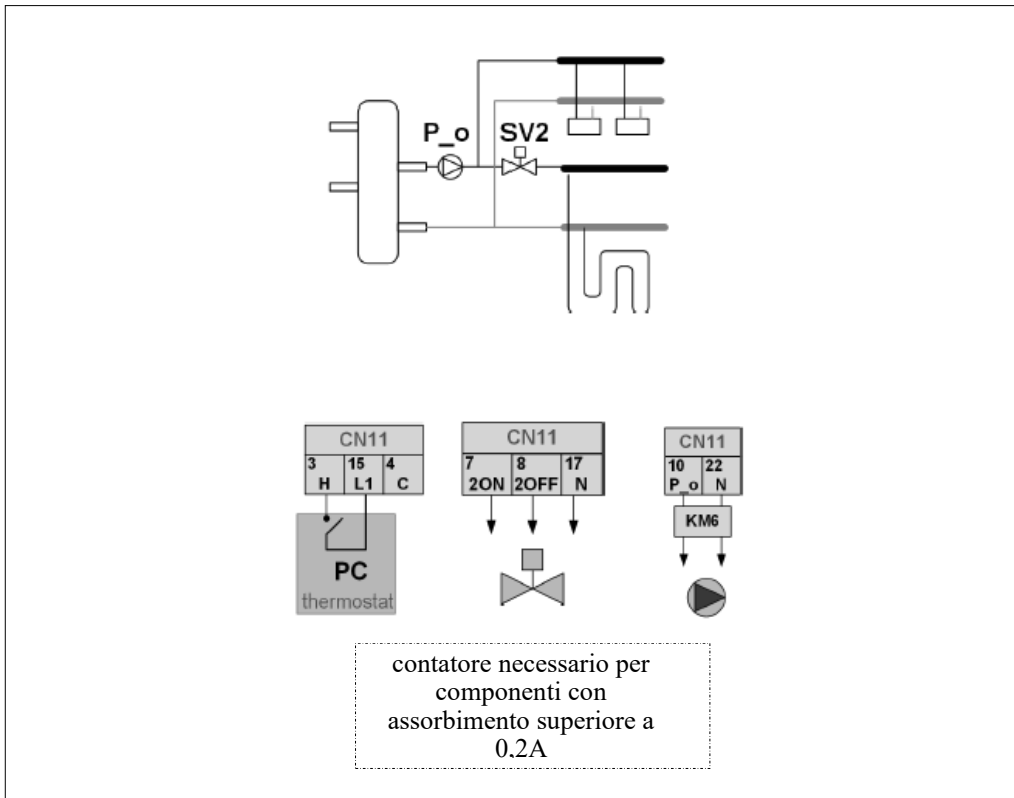 P_o SV2
CN11
3 15 4
H L1 C
PC
thermostat
CN11
7 8 17
2ON 2OFF N
CN11
10 22
P_o N
KM6
contatore necessario per
componenti con
assorbimento superiore a
0,2A